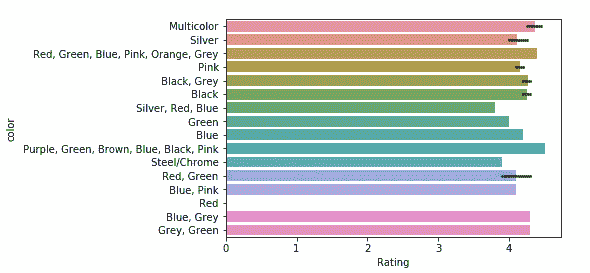 Multicolor
Silver
Red, Green, Blue, Pink, Orange, Grey
Pink
Black, Grey
Black
Silver, Red, Blue
Green
Blue
Purple, Green, Brown, Blue, Black, Pink
Steel/Chrome
Red, Green
Blue, Pink
Red
Blue, Grey
Grey, Green
color
0 1 2 3 4
Rating